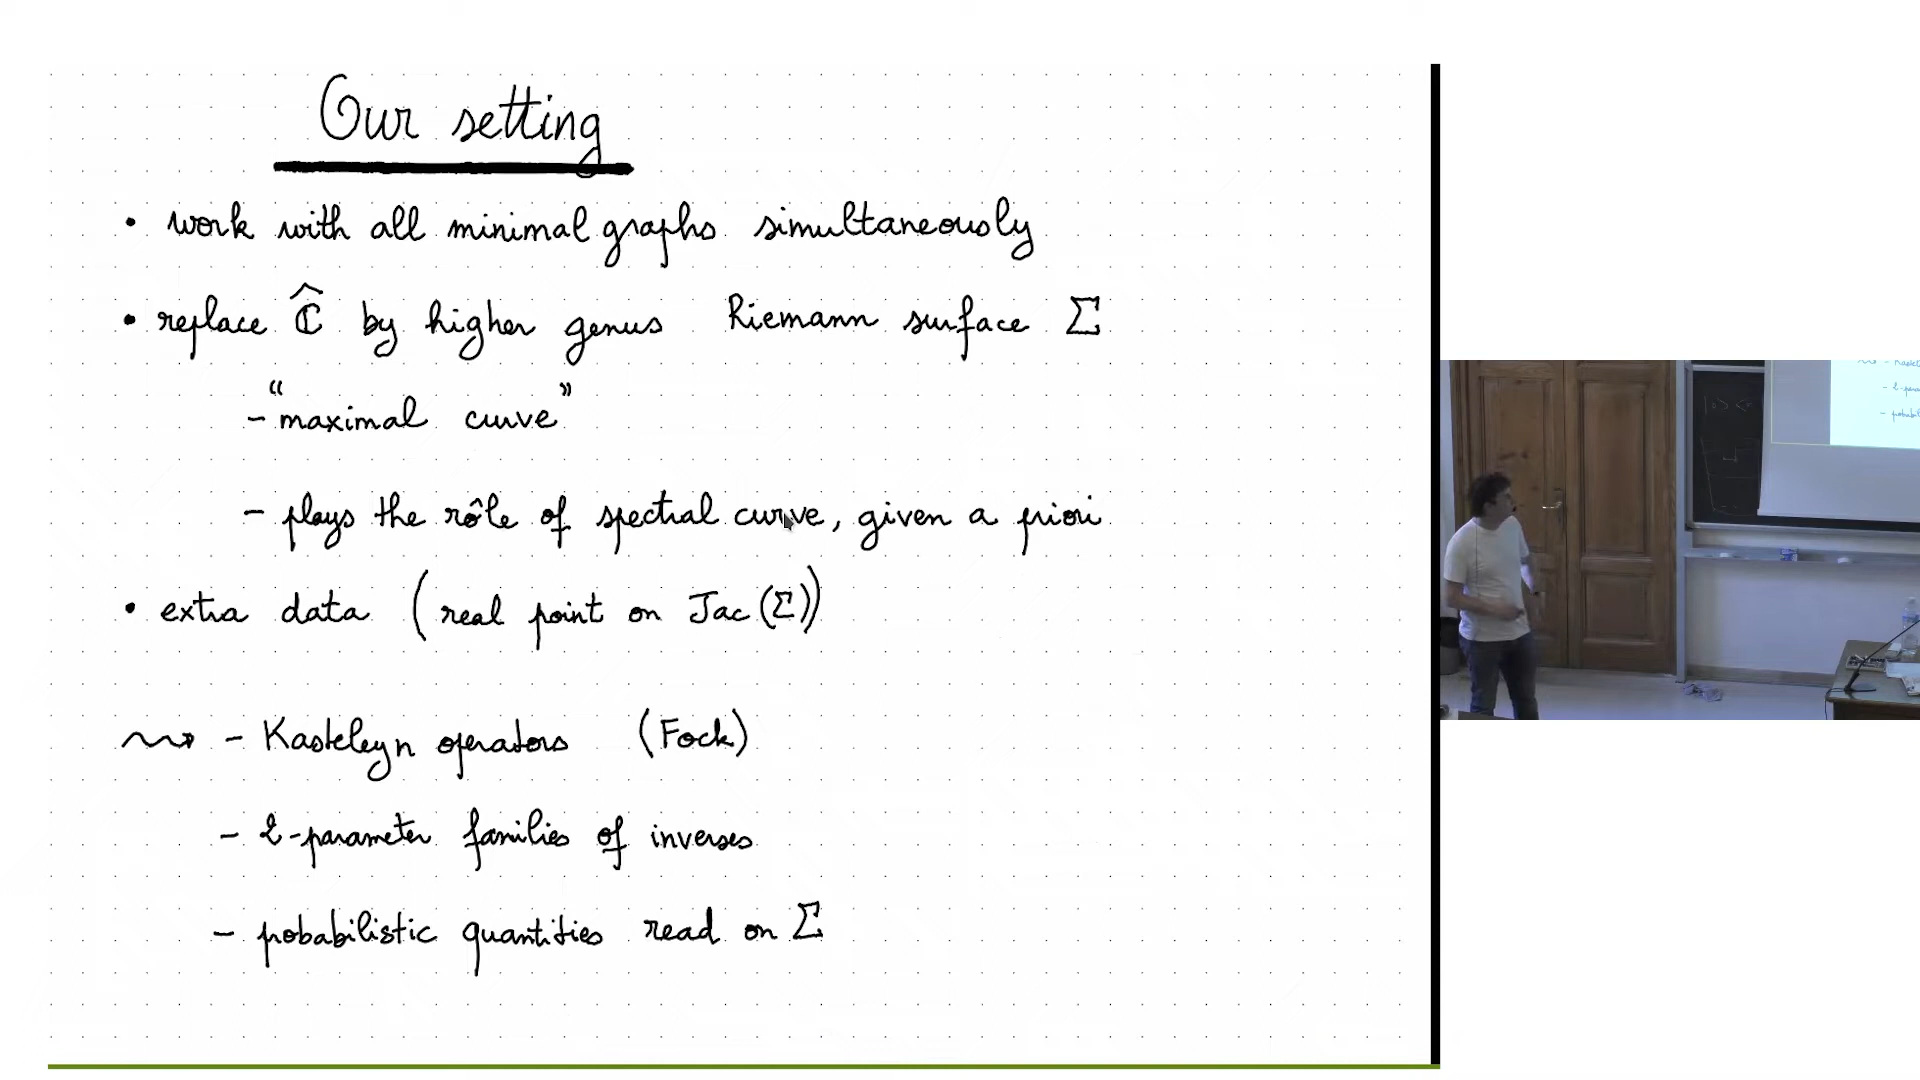 Our setting
• work with all minimal graphs simultaneously
• replace Ĉ by higher genus Riemann surface Σ
- "maximal curve"
- plays the rôle of spectral curve, given a priori
• extra data (real point on Jac(Σ))
⇝ - Kasteleyn operators (Fock)
- 2-parameter families of inverses
- probabilistic quantities read on Σ